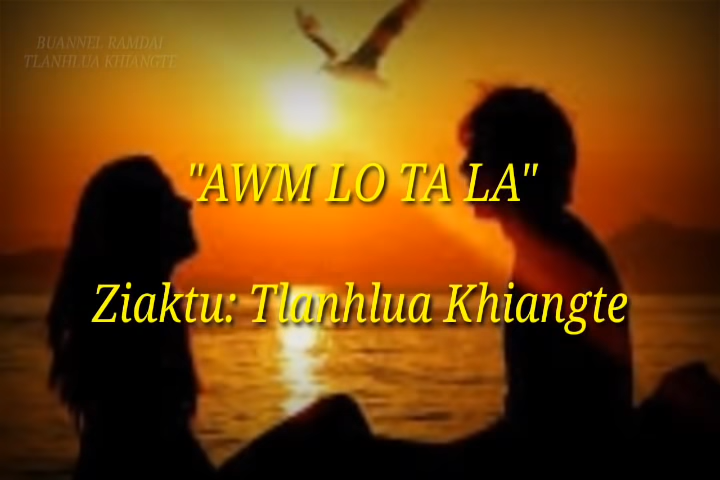 BUANNEL RAMDAI
TLANHLUA KHIANGTE
"AWM LO TA LA"
Ziaktu: Tlanhlua Khiangte